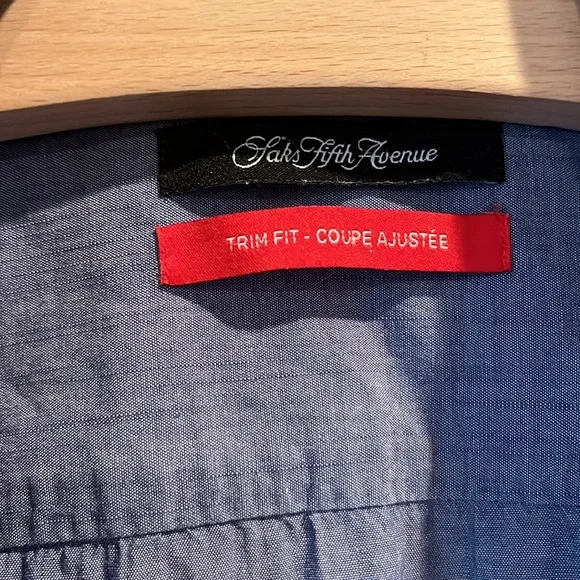 Saks Fifth Avenue
TRIM FIT - COUPE AJUSTÉE